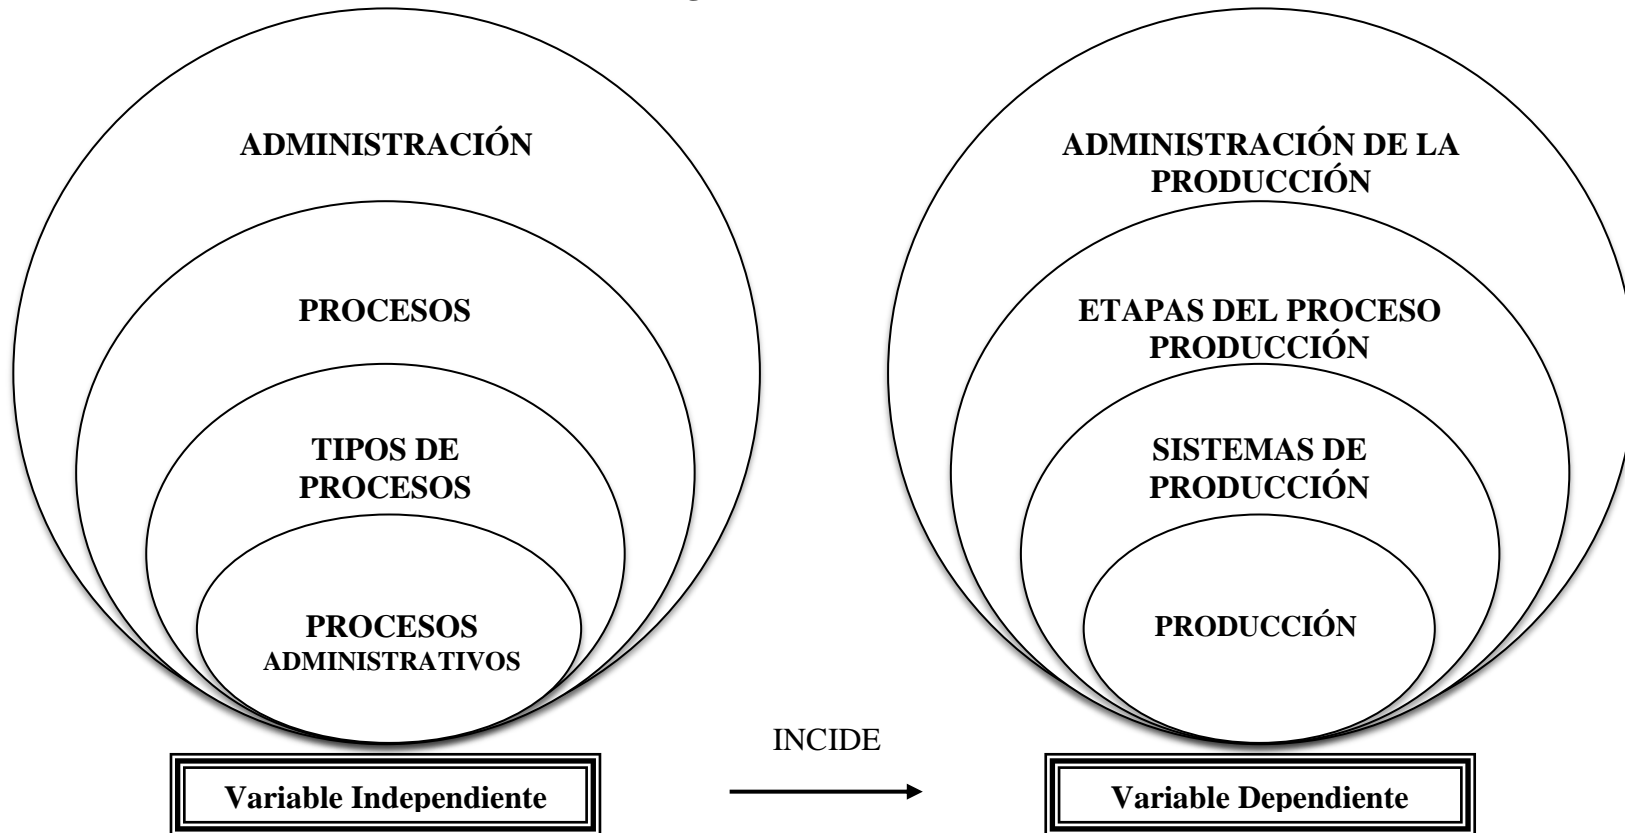 ADMINISTRACIÓN
PROCESOS
TIPOS DE
PROCESOS
PROCESOS
ADMINISTRATIVOS
Variable Independiente
INCIDE
ADMINISTRACIÓN DE LA
PRODUCCIÓN
ETAPAS DEL PROCESO
PRODUCCIÓN
SISTEMAS DE
PRODUCCIÓN
PRODUCCIÓN
Variable Dependiente